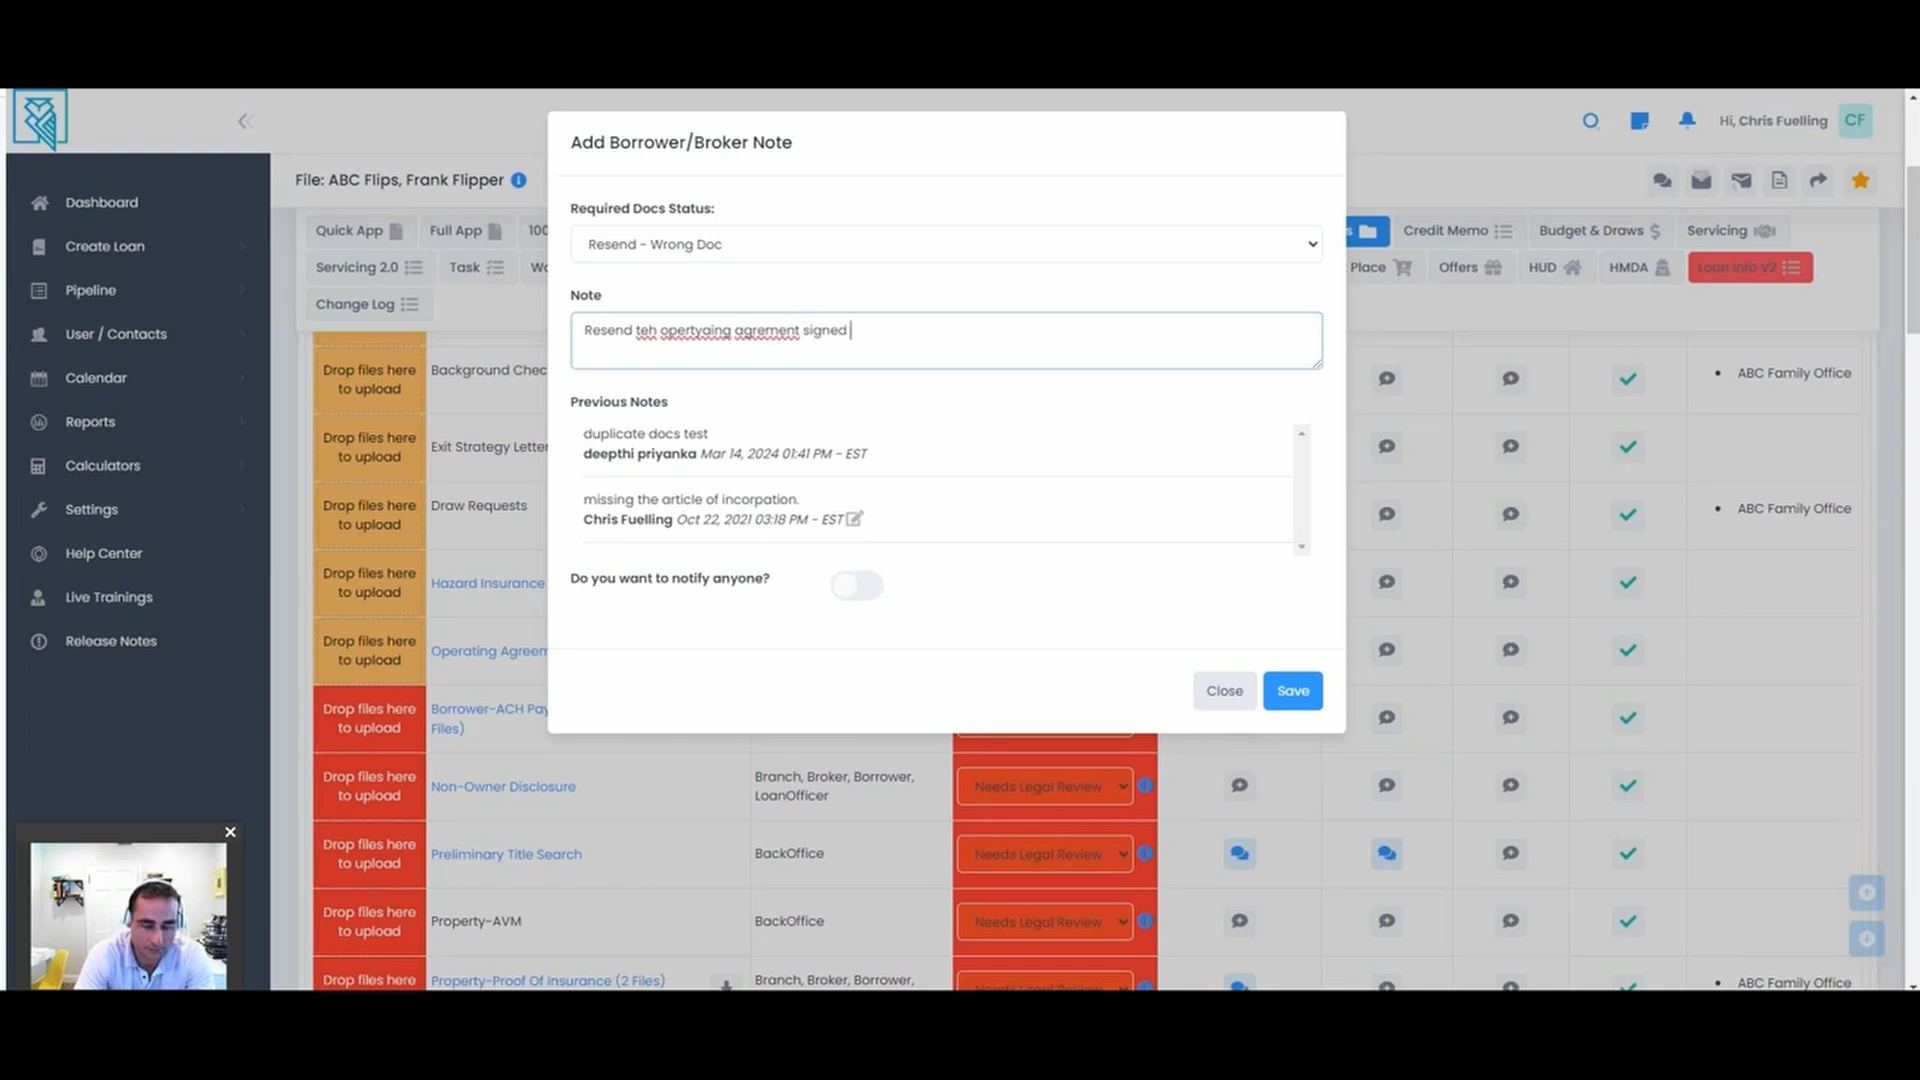 Hi, Chris Fuelling CF
File: ABC Flips, Frank Flipper
Dashboard
Create Loan
Pipeline
User / Contacts
Calendar
Reports
Calculators
Settings
Help Center
Live Trainings
Release Notes
Quick App
Full App
100
s
Credit Memo
Budget & Draws
Servicing
Servicing 2.0
Task
Wo
Place
Offers
HUD
HMDA
Loan Info V2
Change Log
Add Borrower/Broker Note
Required Docs Status:
Resend - Wrong Doc
Note
Resend teh opertyaing agrement signed
Previous Notes
duplicate docs test
deepthi priyanka Mar 14, 2024 01:41 PM - EST
missing the article of incorpation.
Chris Fuelling Oct 22, 2021 03:18 PM - EST
Do you want to notify anyone?
Close Save
Drop files here
to upload
Background Chec
ABC Family Office
Drop files here
to upload
Exit Strategy Letter
Drop files here
to upload
Draw Requests
ABC Family Office
Drop files here
to upload
Hazard Insurance
Drop files here
to upload
Operating Agreem
Drop files here
to upload
Borrower-ACH Pay
Files)
Drop files here
to upload
Non-Owner Disclosure
Branch, Broker, Borrower,
LoanOfficer
Needs Legal Review
Drop files here
to upload
Preliminary Title Search
BackOffice
Needs Legal Review
Drop files here
to upload
Property-AVM
BackOffice
Needs Legal Review
Drop files here
Property-Proof Of Insurance (2 Files)
Branch, Broker, Borrower,
Needs Legal Review
ABC Family Office